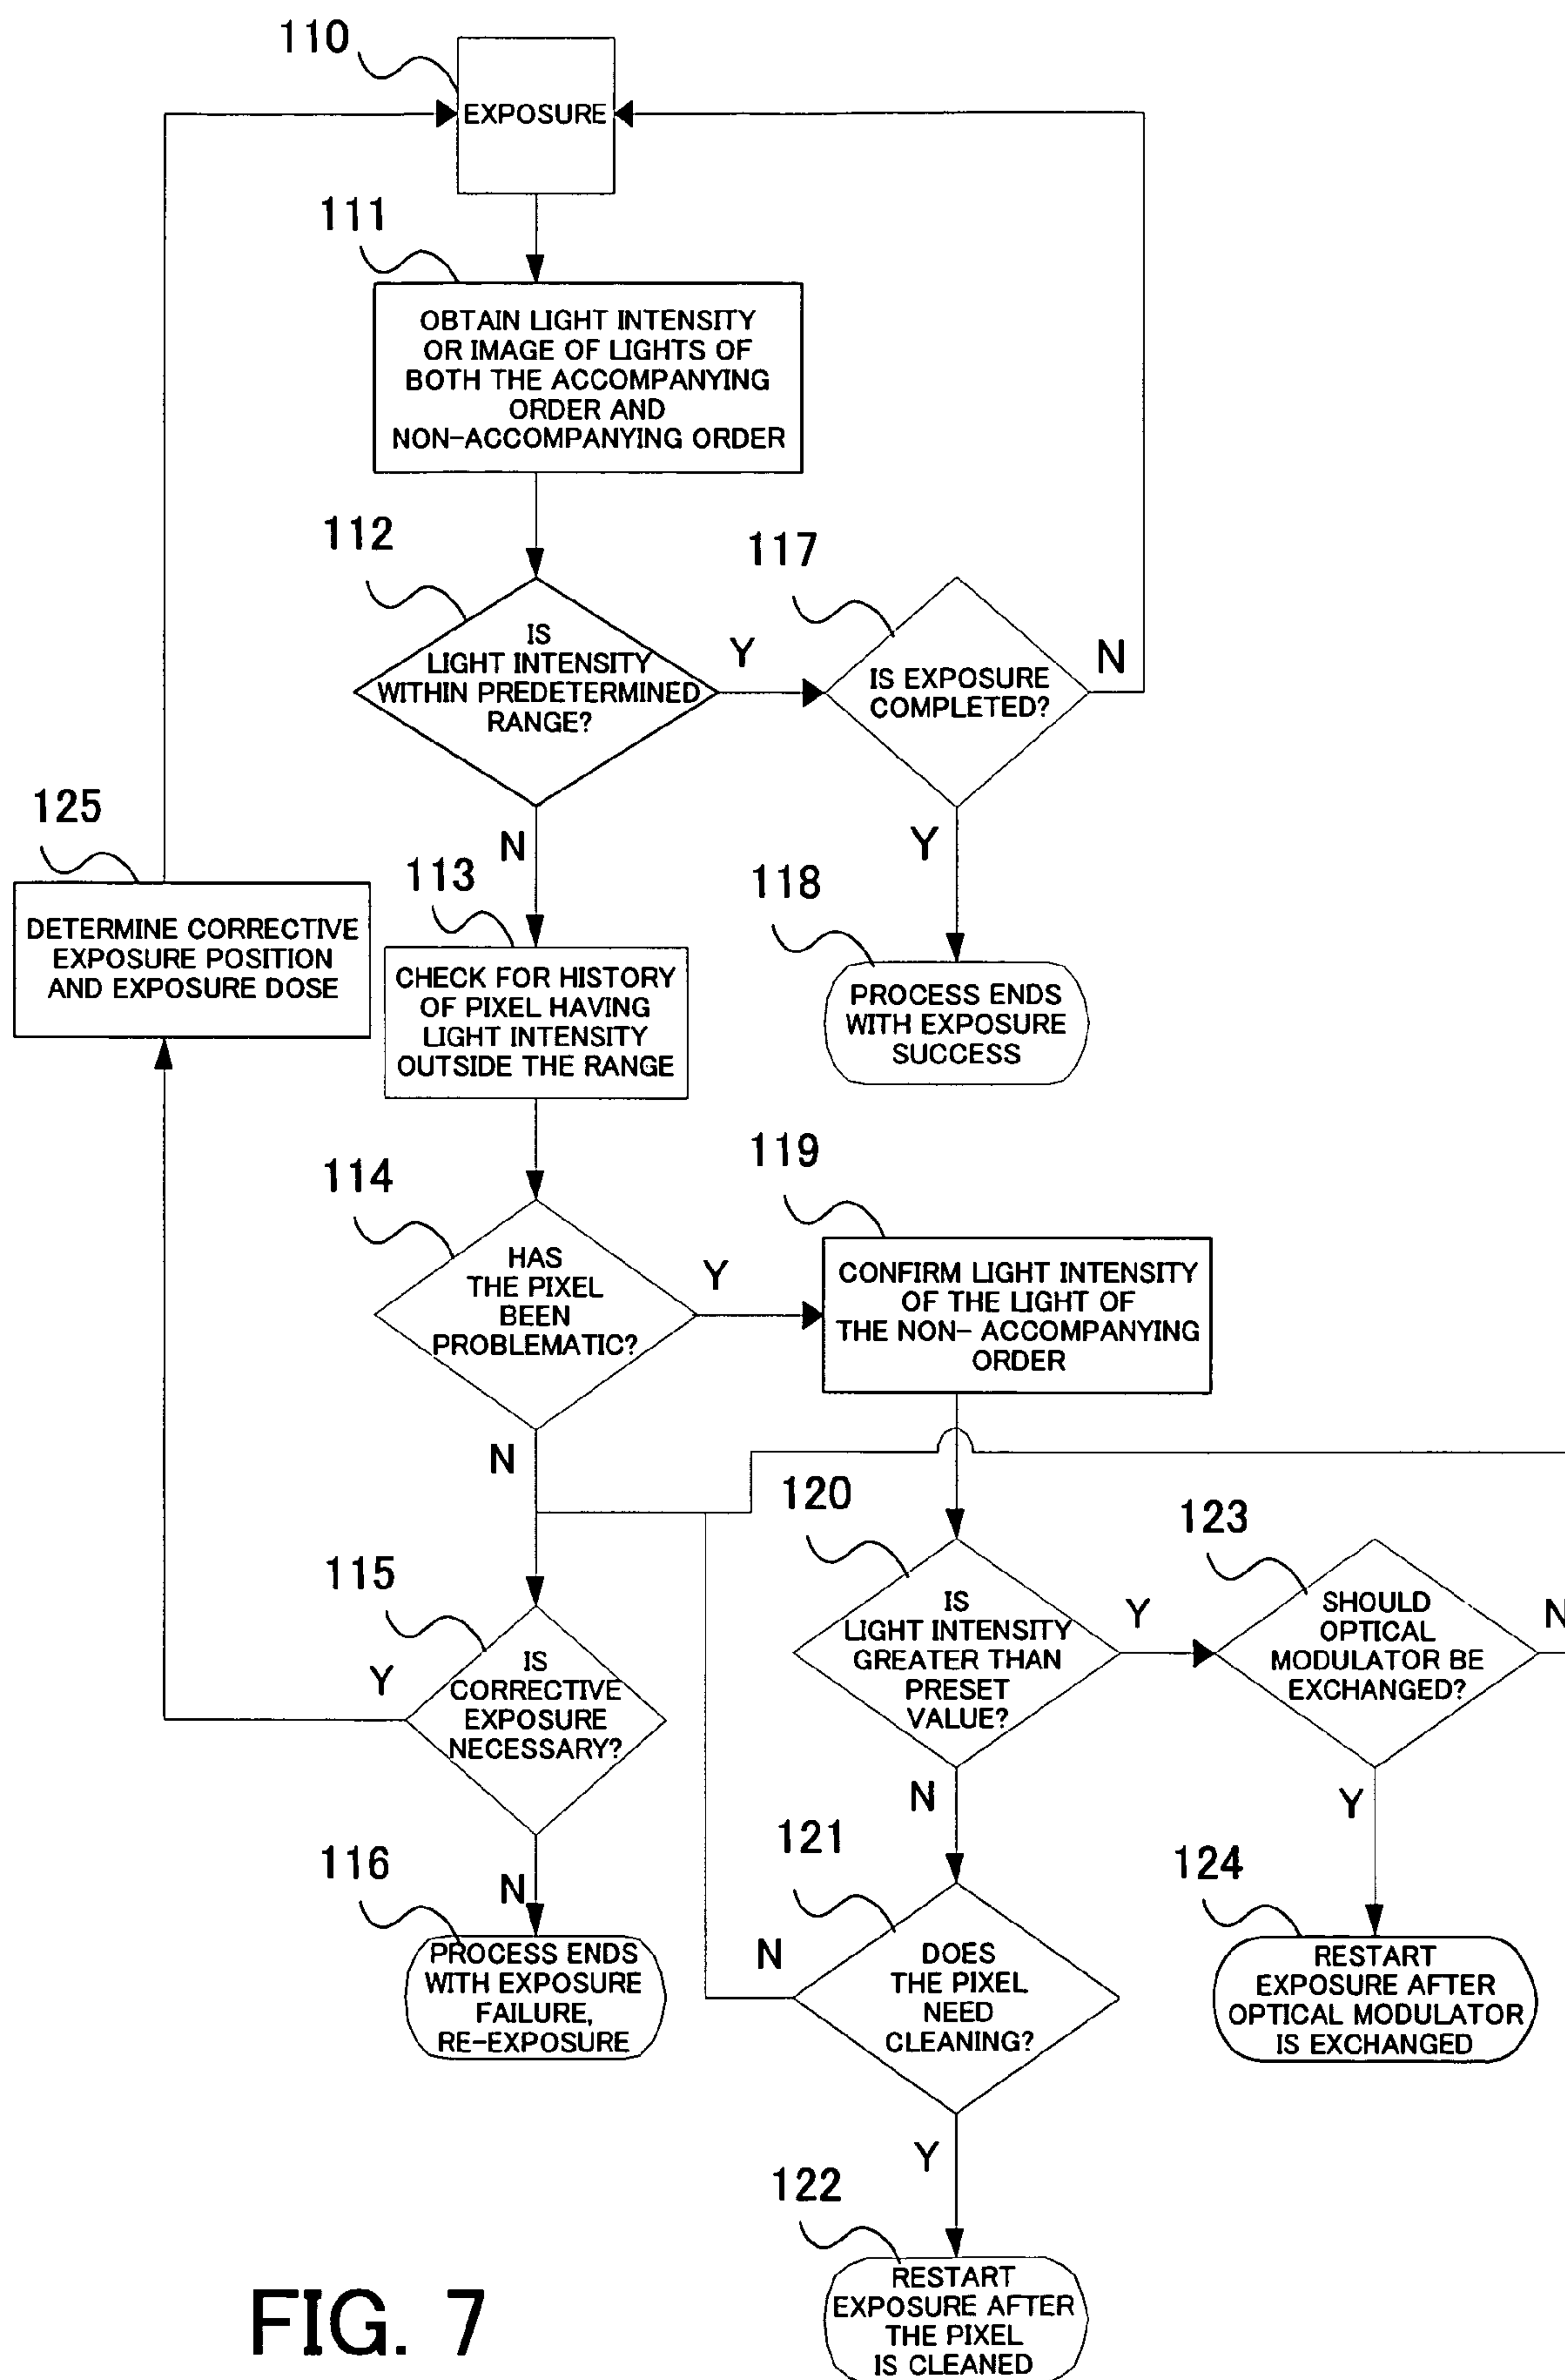 110
EXPOSURE
111
OBTAIN LIGHT INTENSITY
OR IMAGE OF LIGHTS OF
BOTH THE ACCOMPANYING
ORDER AND
NON-ACCOMPANYING ORDER
112
IS
LIGHT INTENSITY
WITHIN PREDETERMINED
RANGE?
Y
N
117
IS EXPOSURE
COMPLETED?
N
Y
118
PROCESS ENDS
WITH EXPOSURE
SUCCESS
125
DETERMINE CORRECTIVE
EXPOSURE POSITION
AND EXPOSURE DOSE
113
CHECK FOR HISTORY
OF PIXEL HAVING
LIGHT INTENSITY
OUTSIDE THE RANGE
114
HAS
THE PIXEL
BEEN
PROBLEMATIC?
Y
N
119
CONFIRM LIGHT INTENSITY
OF THE LIGHT OF
THE NON- ACCOMPANYING
ORDER
120
IS
LIGHT INTENSITY
GREATER THAN
PRESET
VALUE?
Y
N
123
SHOULD
OPTICAL
MODULATOR BE
EXCHANGED?
N
Y
115
IS
CORRECTIVE
EXPOSURE
NECESSARY?
Y
N
116
PROCESS ENDS
WITH EXPOSURE
FAILURE,
RE-EXPOSURE
121
DOES
THE PIXEL
NEED
CLEANING?
N
Y
124
RESTART
EXPOSURE AFTER
OPTICAL MODULATOR
IS EXCHANGED
122
RESTART
EXPOSURE AFTER
THE PIXEL
IS CLEANED
FIG. 7